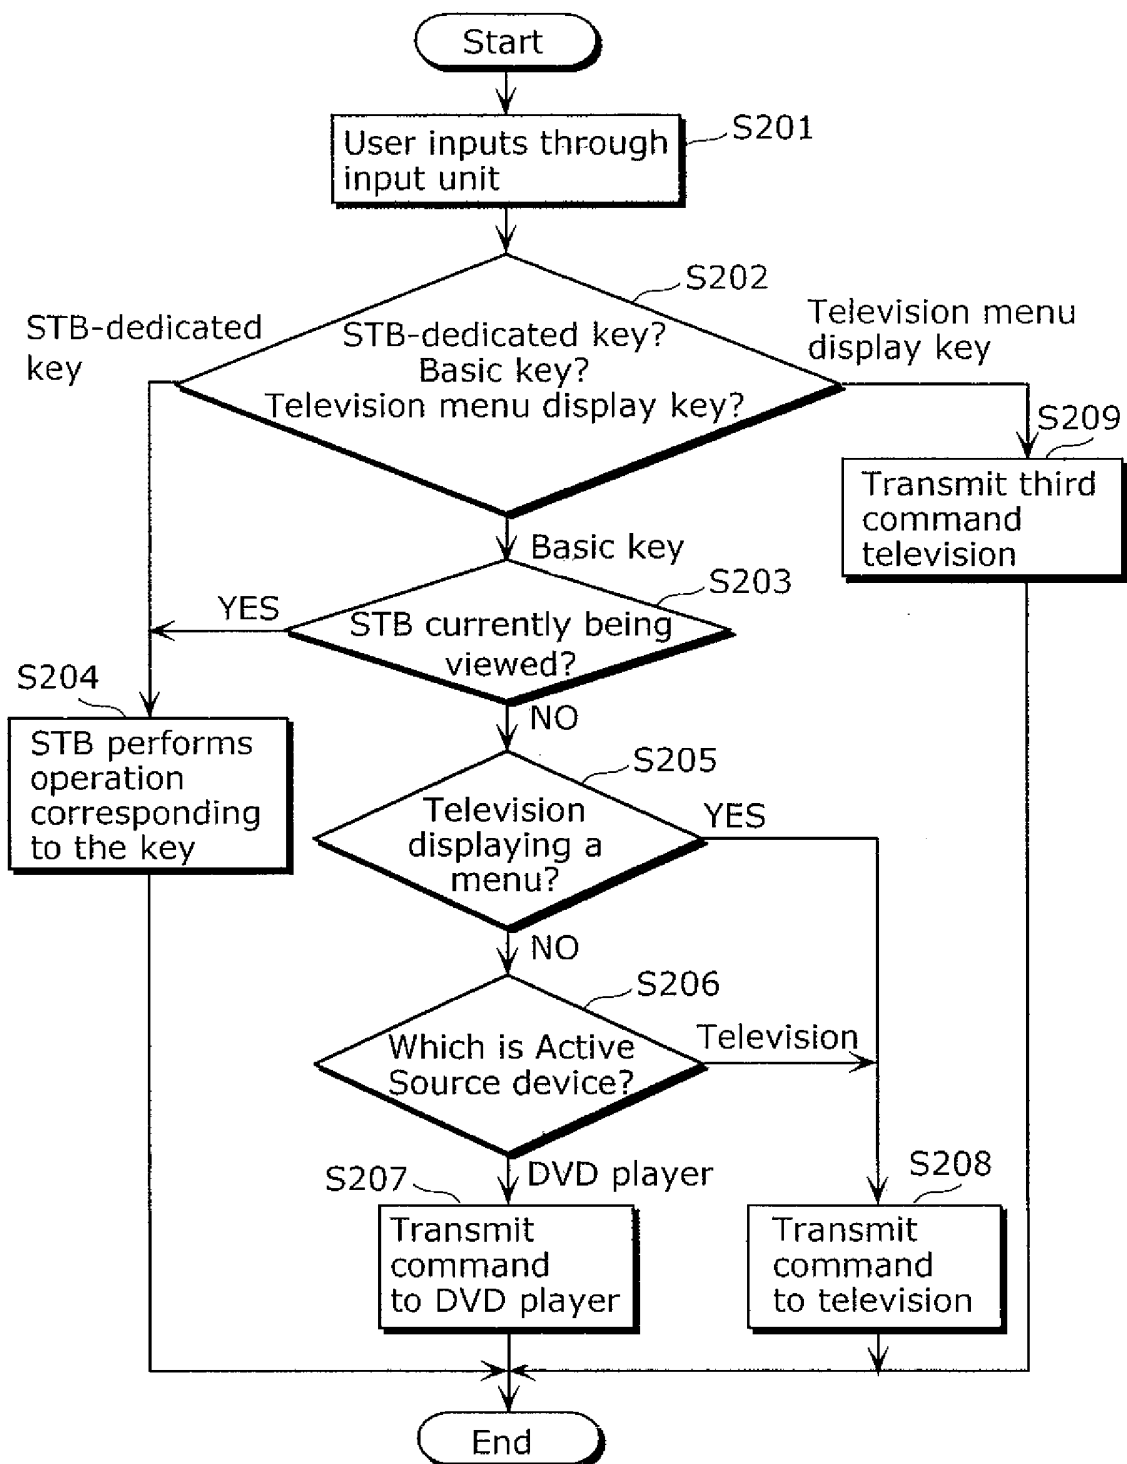 Start
S201
User inputs through
input unit
S202
STB-dedicated
key
STB-dedicated key?
Basic key?
Television menu display key?
Television menu
display key
S209
Transmit third
command
television
Basic key
S203
YES
STB currently being
viewed?
S204
NO
STB performs
operation
corresponding
to the key
S205
Television
displaying a
menu?
YES
NO
S206
Which is Active
Source device?
Television
S207
DVD player
S208
Transmit
command
to DVD player
Transmit
command
to television
End